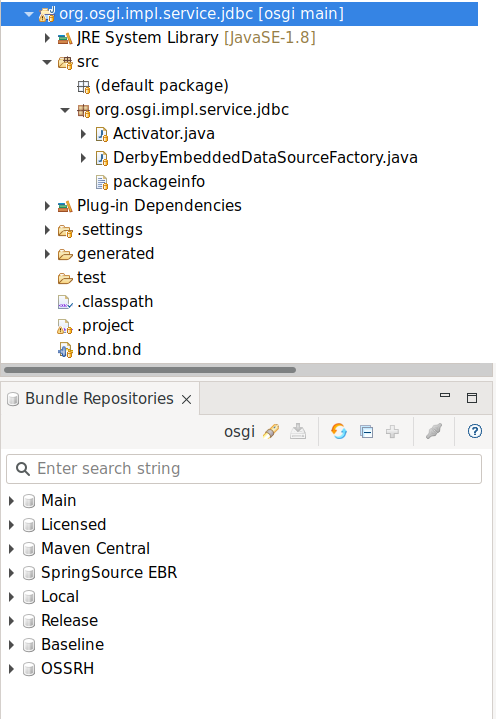 org.osgi.impl.service.jdbc [osgi main]
JRE System Library [JavaSE-1.8]
src
(default package)
org.osgi.impl.service.jdbc
Activator.java
DerbyEmbeddedDataSourceFactory.java
packageinfo
Plug-in Dependencies
.settings
generated
test
.classpath
.project
bnd.bnd
Bundle Repositories
osgi
Enter search string
Main
Licensed
Maven Central
SpringSource EBR
Local
Release
Baseline
OSSRH